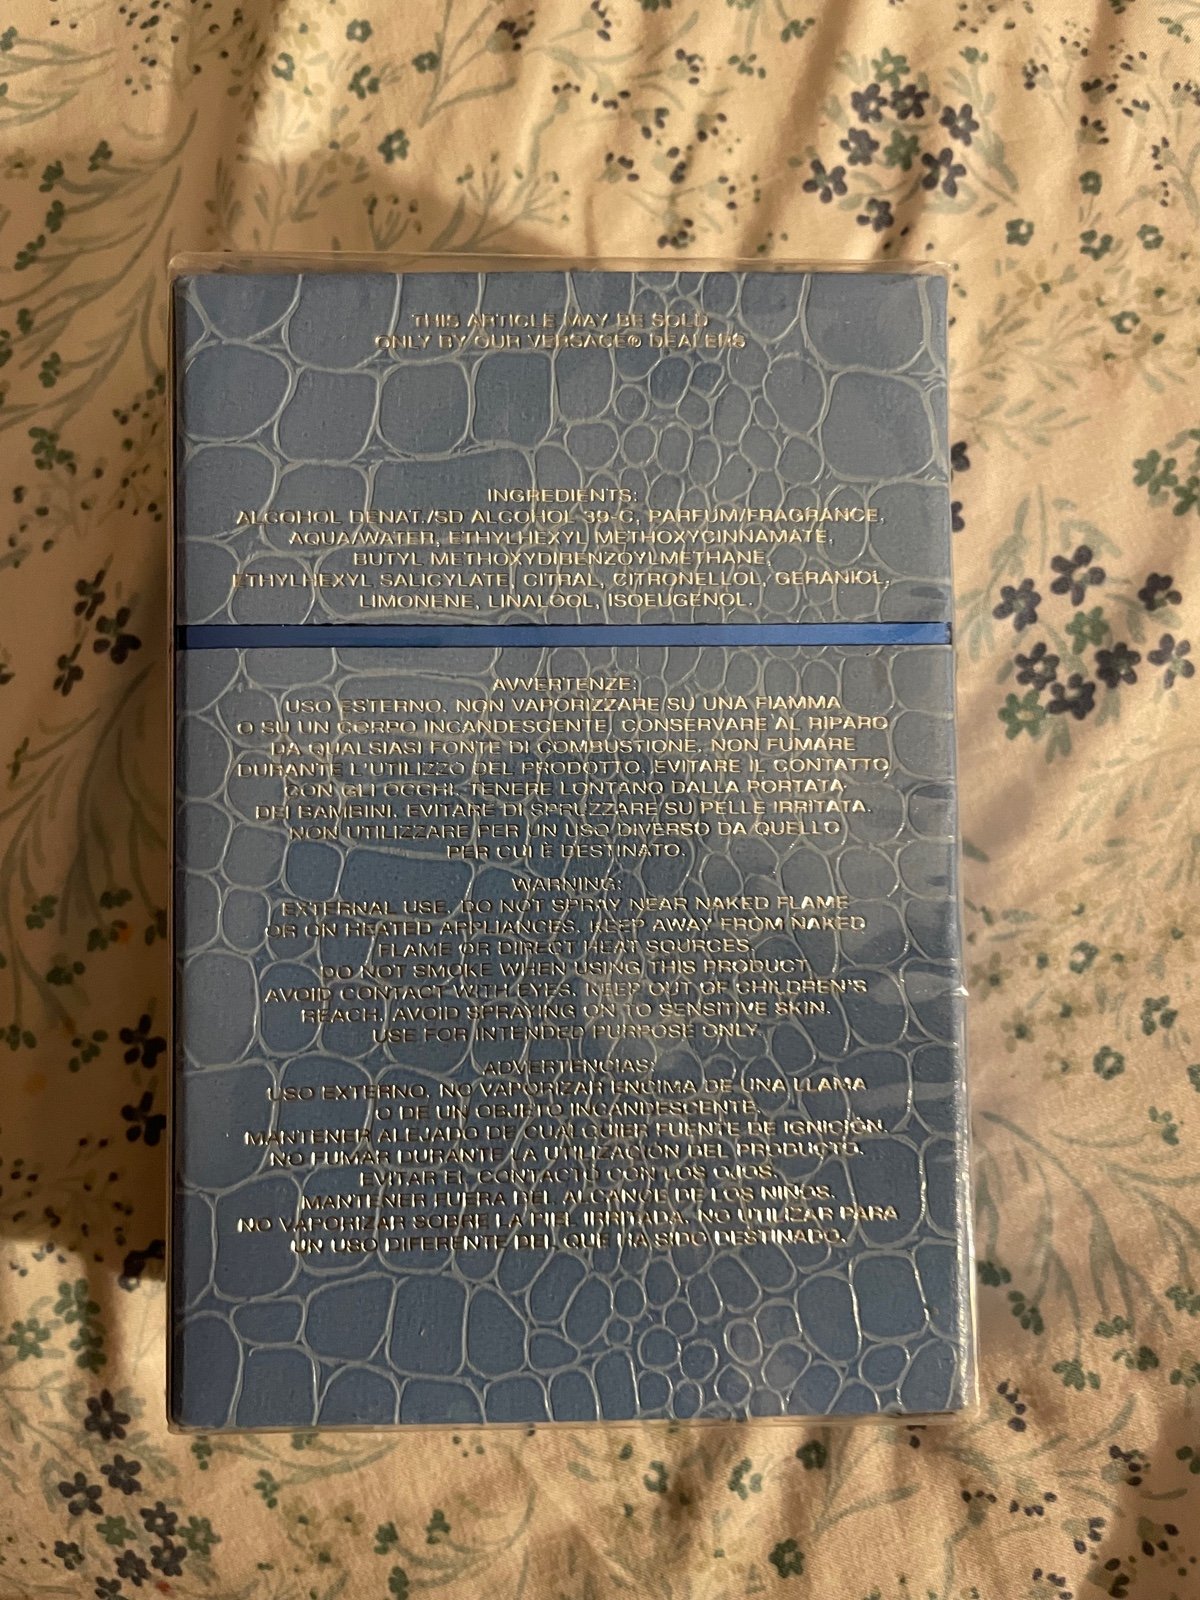 THIS ARTICLE MAY BE SOLD
ONLY BY OUR VERSACE® DEALERS
INGREDIENTS:
ALCOHOL DENAT./SD ALCOHOL 39-C, PARFUM/FRAGRANCE,
AQUA/WATER, ETHYLHEXYL METHOXYCINNAMATE,
BUTYL METHOXYDIBENZOYLMETHANE,
ETHYLHEXYL SALICYLATE, CITRAL, CITRONELLOL, GERANIOL,
LIMONENE, LINALOOL, ISOEUGENOL.
AVVERTENZE:
USO ESTERNO. NON VAPORIZZARE SU UNA FIAMMA
O SU UN CORPO INCANDESCENTE. CONSERVARE AL RIPARO
DA QUALSIASI FONTE DI COMBUSTIONE. NON FUMARE
DURANTE L'UTILIZZO DEL PRODOTTO. EVITARE IL CONTATTO
CON GLI OCCHI. TENERE LONTANO DALLA PORTATA
DEI BAMBINI. EVITARE DI SPRUZZARE SU PELLE IRRITATA.
NON UTILIZZARE PER UN USO DIVERSO DA QUELLO
PER CUI È DESTINATO.
WARNING:
EXTERNAL USE. DO NOT SPRAY NEAR NAKED FLAME
OR ON HEATED APPLIANCES. KEEP AWAY FROM NAKED
FLAME OR DIRECT HEAT SOURCES.
DO NOT SMOKE WHEN USING THIS PRODUCT.
AVOID CONTACT WITH EYES. KEEP OUT OF CHILDREN'S
REACH. AVOID SPRAYING ON TO SENSITIVE SKIN.
USE FOR INTENDED PURPOSE ONLY.
ADVERTENCIAS:
USO EXTERNO. NO VAPORIZAR ENCIMA DE UNA LLAMA
O DE UN OBJETO INCANDESCENTE.
MANTENER ALEJADO DE CUALQUIER FUENTE DE IGNICIÓN.
NO FUMAR DURANTE LA UTILIZACIÓN DEL PRODUCTO.
EVITAR EL CONTACTO CON LOS OJOS.
MANTENER FUERA DEL ALCANCE DE LOS NIÑOS.
NO VAPORIZAR SOBRE LA PIEL IRRITADA. NO UTILIZAR PARA
UN USO DIFERENTE DEL QUE HA SIDO DESTINADO.